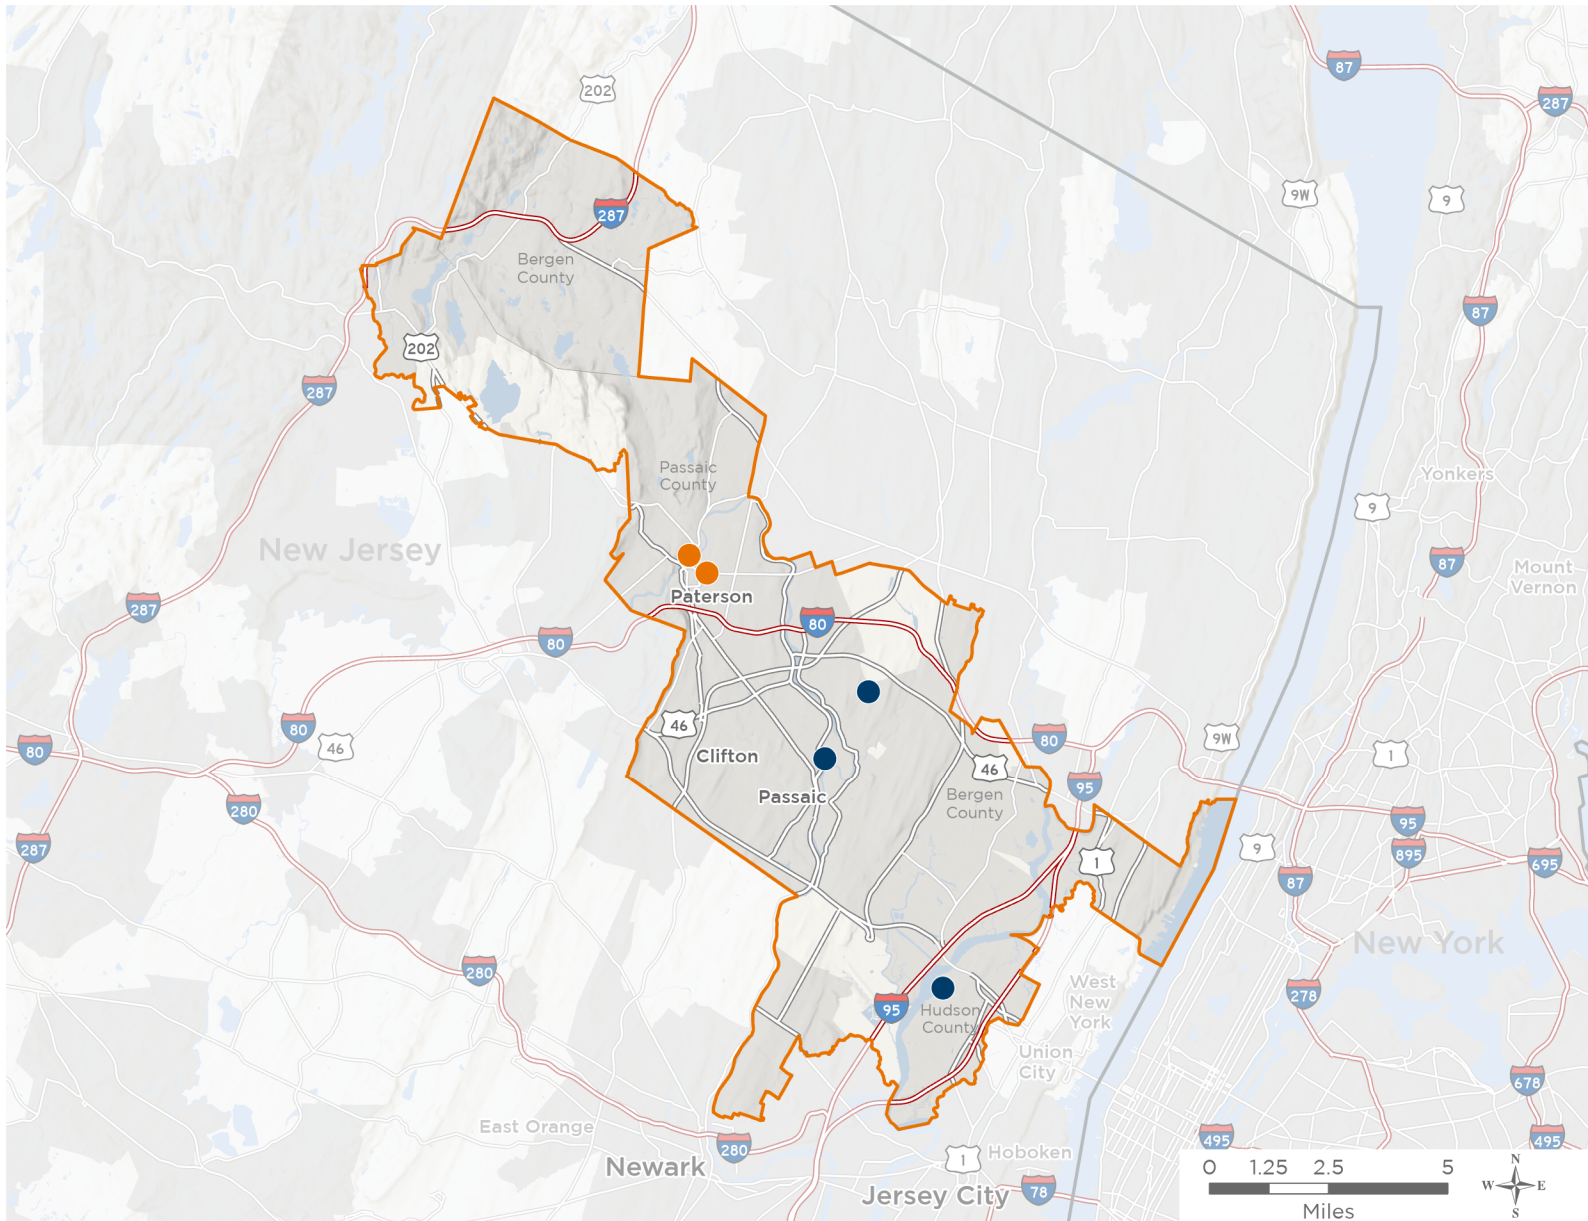 87
202
287
9W
9
287
Bergen
County
87
202
287
Passaic
County
Yonkers
9
New Jersey
87
Mount
Vernon
Paterson
287
80
80
46
80
46
9W
80
80
1
Clifton
46
95
Passaic
Bergen
County
280
95
287
1
9
895
695
87
New York
280
West
New
York
278
95
Hudson
County
Union
City
678
East Orange
280
495
495
Hoboken
1
Newark
Jersey City
78
0 1.25 2.5 5
Miles
N
W E
S